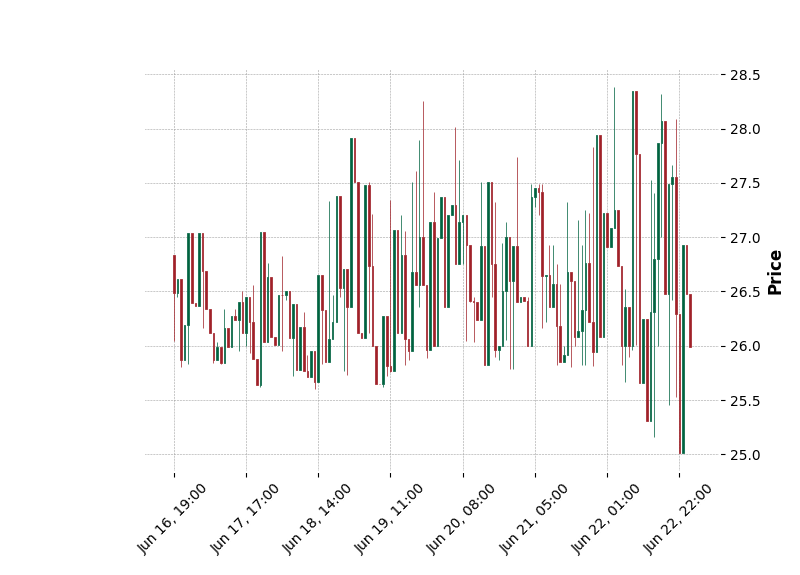 28.5
28.0
27.5
27.0
26.5
26.0
25.5
25.0
Price
Jun 16, 19:00
Jun 17, 17:00
Jun 18, 14:00
Jun 19, 11:00
Jun 20, 08:00
Jun 21, 05:00
Jun 22, 01:00
Jun 22, 22:00